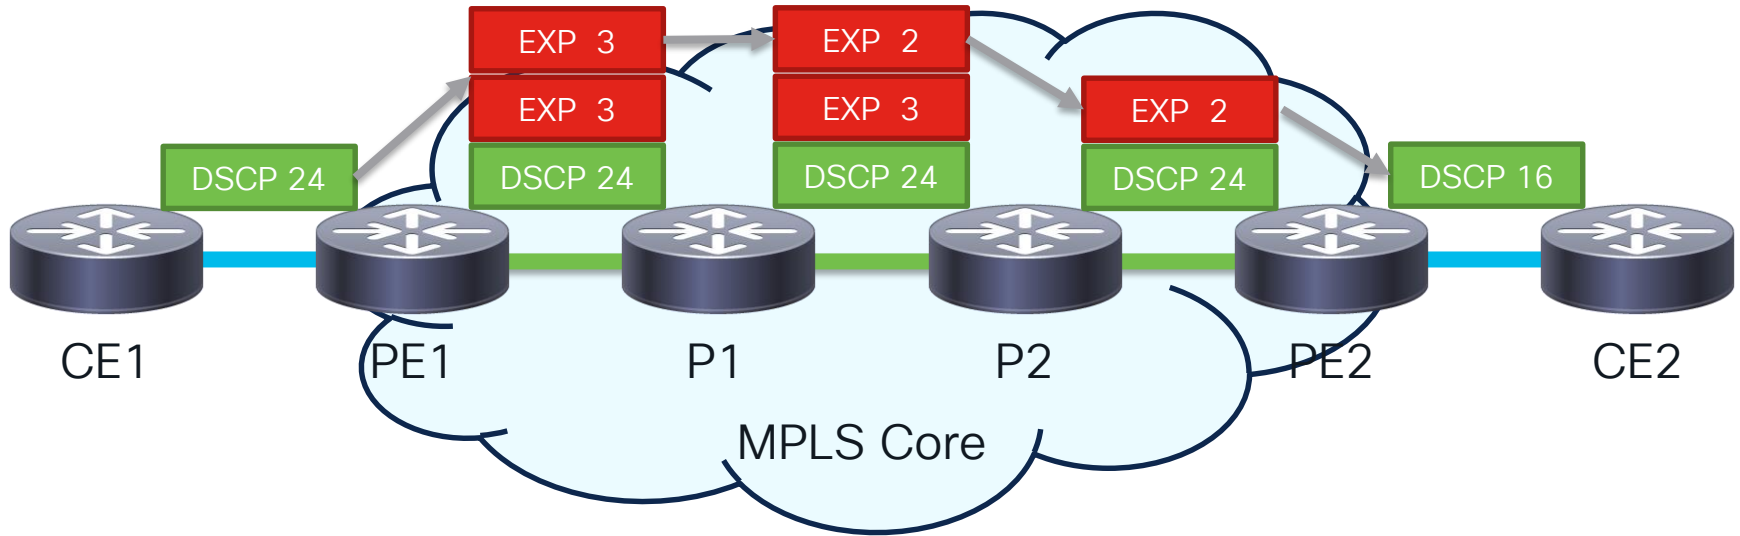 EXP 3
EXP 2
EXP 3
EXP 3
EXP 2
DSCP 24
DSCP 24
DSCP 24
DSCP 24
DSCP 16
CE1
PE1
P1
P2
PE2
CE2
MPLS Core